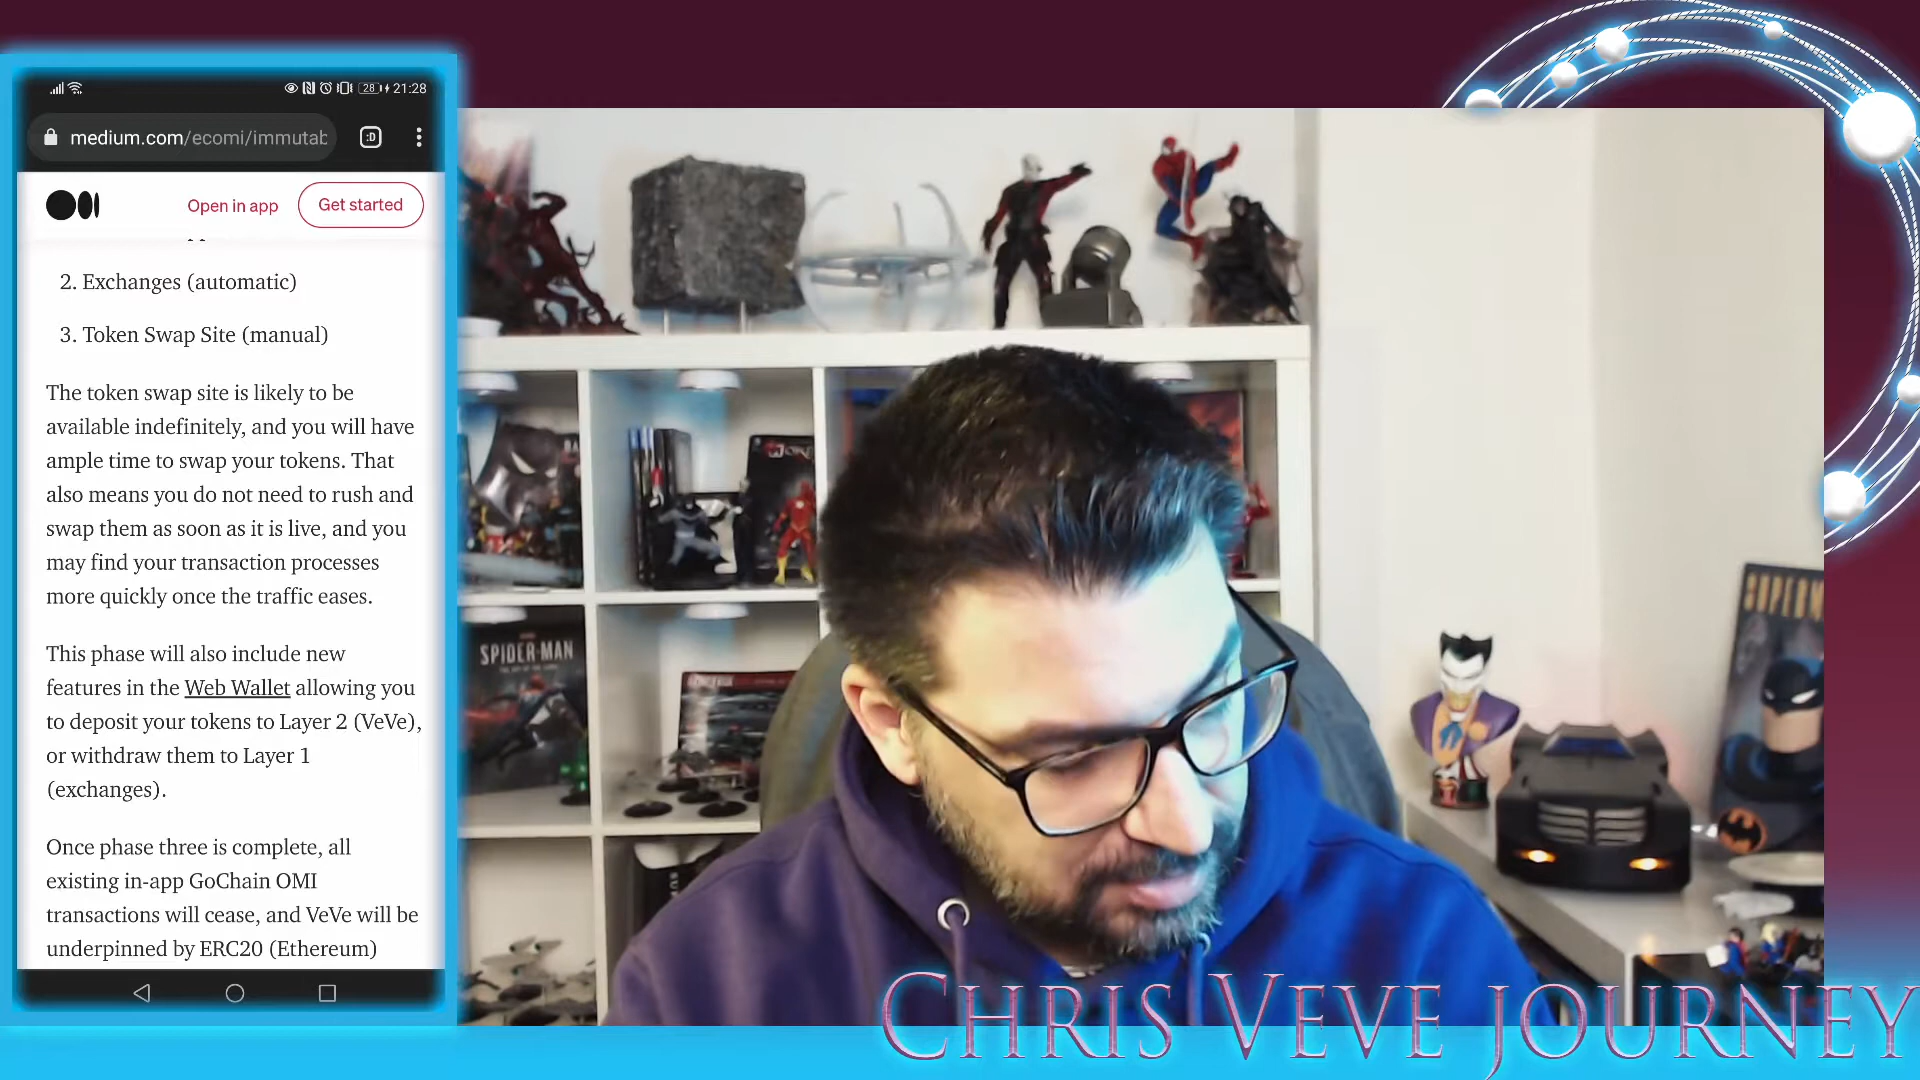 28 21:28
medium.com/ecomi/immutab
:D
Open in app
Get started
2. Exchanges (automatic)
3. Token Swap Site (manual)
The token swap site is likely to be
available indefinitely, and you will have
ample time to swap your tokens. That
also means you do not need to rush and
swap them as soon as it is live, and you
may find your transaction processes
more quickly once the traffic eases.
This phase will also include new
features in the Web Wallet allowing you
to deposit your tokens to Layer 2 (VeVe),
or withdraw them to Layer 1
(exchanges).
Once phase three is complete, all
existing in-app GoChain OMI
transactions will cease, and VeVe will be
underpinned by ERC20 (Ethereum)
SPIDER-MAN
SUPERM
CHRIS VEVE JOURNEY